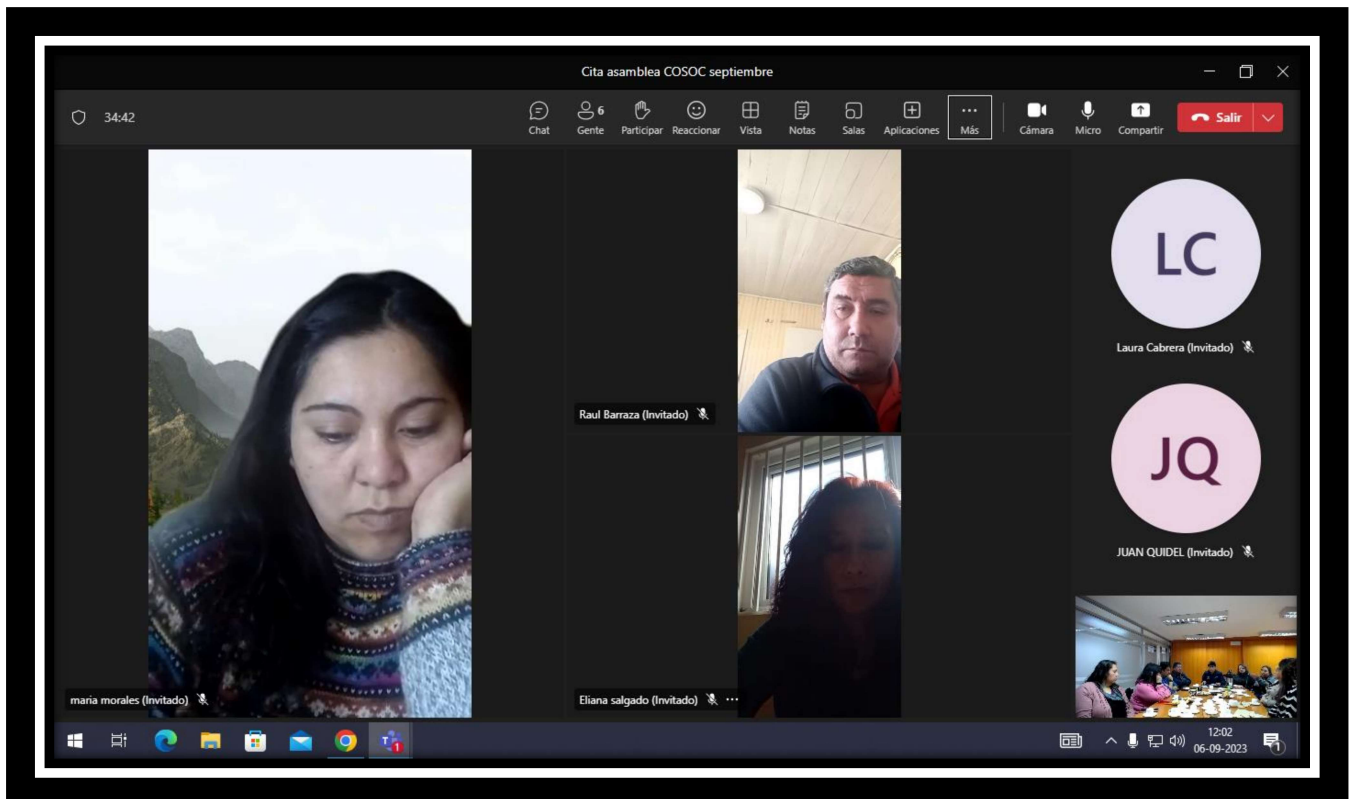 Cita asamblea COSOC septiembre
34:42
Chat
6
Gente
Participar
Reaccionar
Vista
Notas
Salas
Aplicaciones
Más
Cámara
Micro
Compartir
Salir
maria morales (Invitado)
Raul Barraza (Invitado)
Eliana salgado (Invitado)
LC
Laura Cabrera (Invitado)
JQ
JUAN QUIDEL (Invitado)
1
12:02
06-09-2023
1